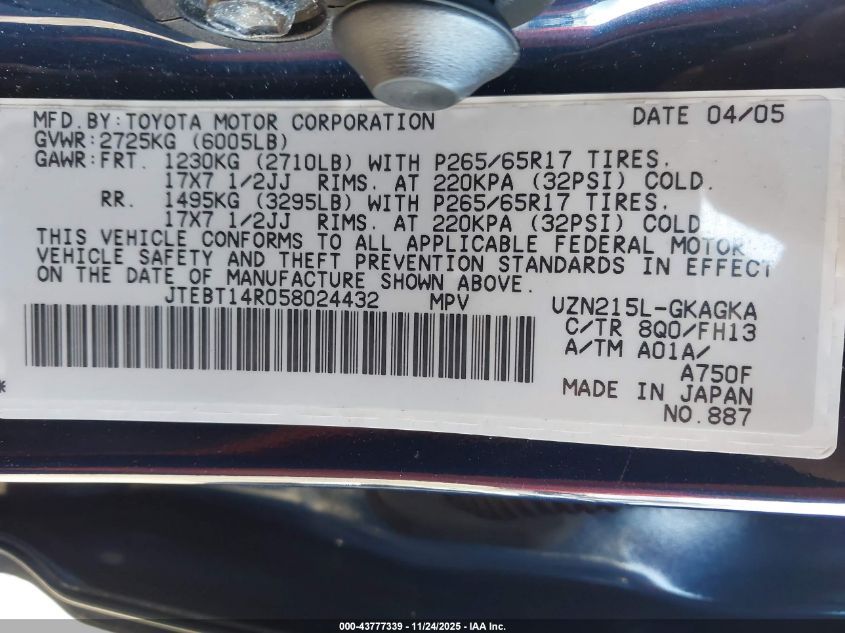 MFD.BY:TOYOTA MOTOR CORPORATION DATE 04/05
GVWR:2725KG (6005LB)
GAWR:FRT. 1230KG (2710LB) WITH P265/65R17 TIRES.
17X7 1/2JJ RIMS. AT 220KPA (32PSI) COLD.
RR. 1495KG (3295LB) WITH P265/65R17 TIRES.
17X7 1/2JJ RIMS. AT 220KPA (32PSI) COLD
THIS VEHICLE CONFORMS TO ALL APPLICABLE FEDERAL MOTOR
VEHICLE SAFETY AND THEFT PREVENTION STANDARDS IN EFFECT
ON THE DATE OF MANUFACTURE SHOWN ABOVE.
JTEBT14R058024432 MPV UZN215L-GKAGKA
C/TR 8Q0/FH13
A/TM A01A/
A750F
MADE IN JAPAN
NO.887
*
000-43777339 - 11/24/2025 - IAA Inc.